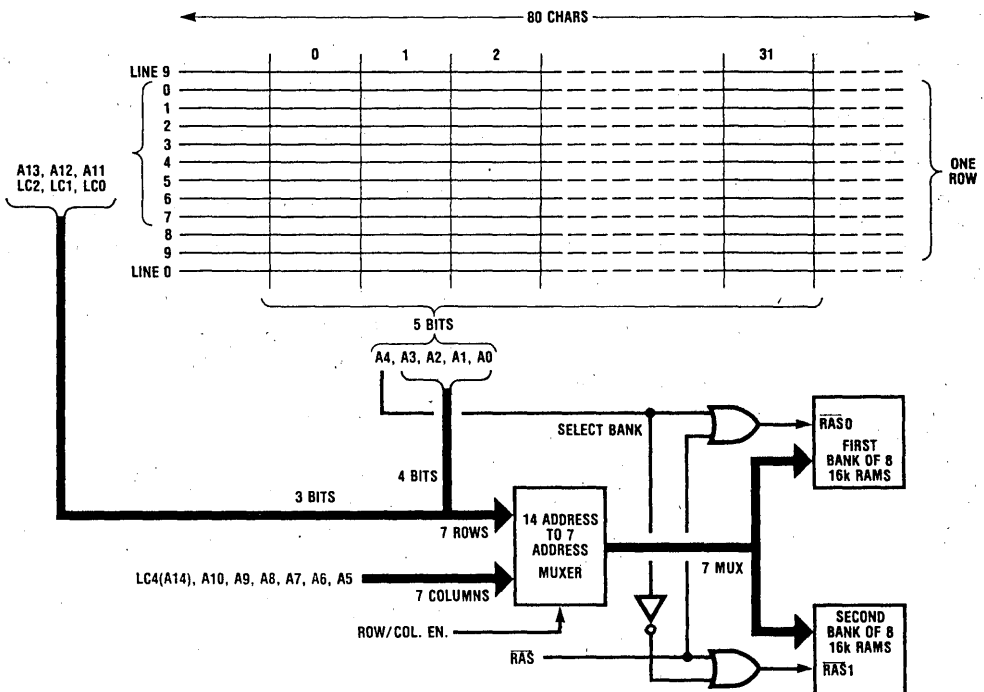 80 CHARS
0 1 2 31
LINE 9
0
1
2
3
4
5
6
7
8
9
LINE 0
A13, A12, A11
LC2, LC1, LC0
ONE
ROW
5 BITS
A4, A3, A2, A1, A0
SELECT BANK
RAS0
FIRST
BANK OF 8
16k RAMS
4 BITS
3 BITS
7 ROWS
14 ADDRESS
TO 7
ADDRESS
MUXER
7 MUX
LC4(A14), A10, A9, A8, A7, A6, A5
7 COLUMNS
ROW/COL. EN.
RAS
SECOND
BANK OF 8
16k RAMS
RAS1